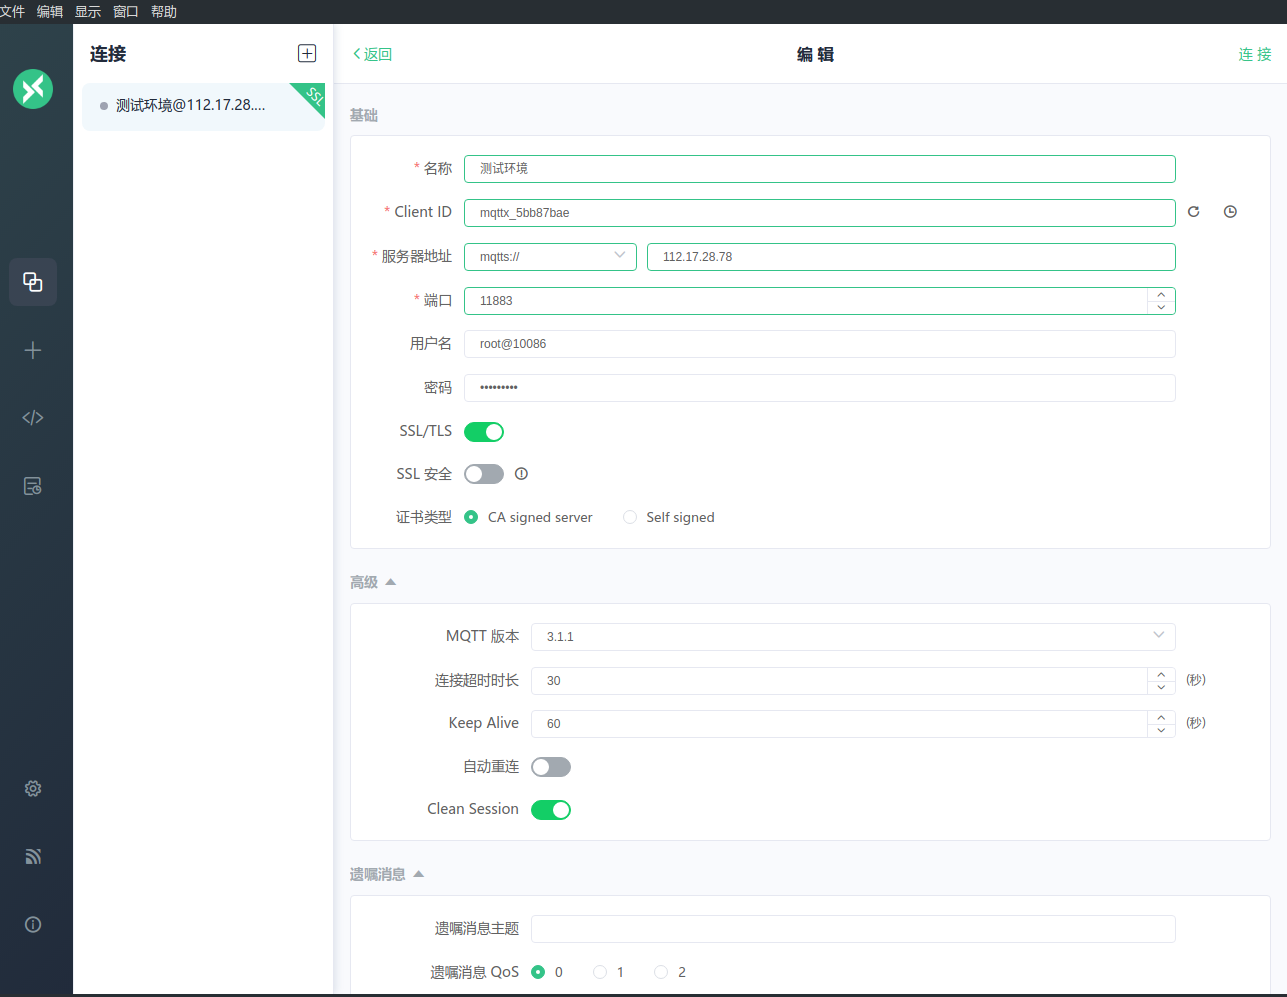 文件 编辑 显示 窗口 帮助
连接
测试环境@112.17.28....
SSL
返回
编 辑
连 接
基础
* 名称 测试环境
* Client ID mqttx_5bb87bae
* 服务器地址 mqtts:// 112.17.28.78
* 端口 11883
用户名 root@10086
密码 •••••••••
SSL/TLS
SSL 安全
证书类型 CA signed server Self signed
高级
MQTT 版本 3.1.1
连接超时时长 30 (秒)
Keep Alive 60 (秒)
自动重连
Clean Session
遗嘱消息
遗嘱消息主题
遗嘱消息 QoS 0 1 2